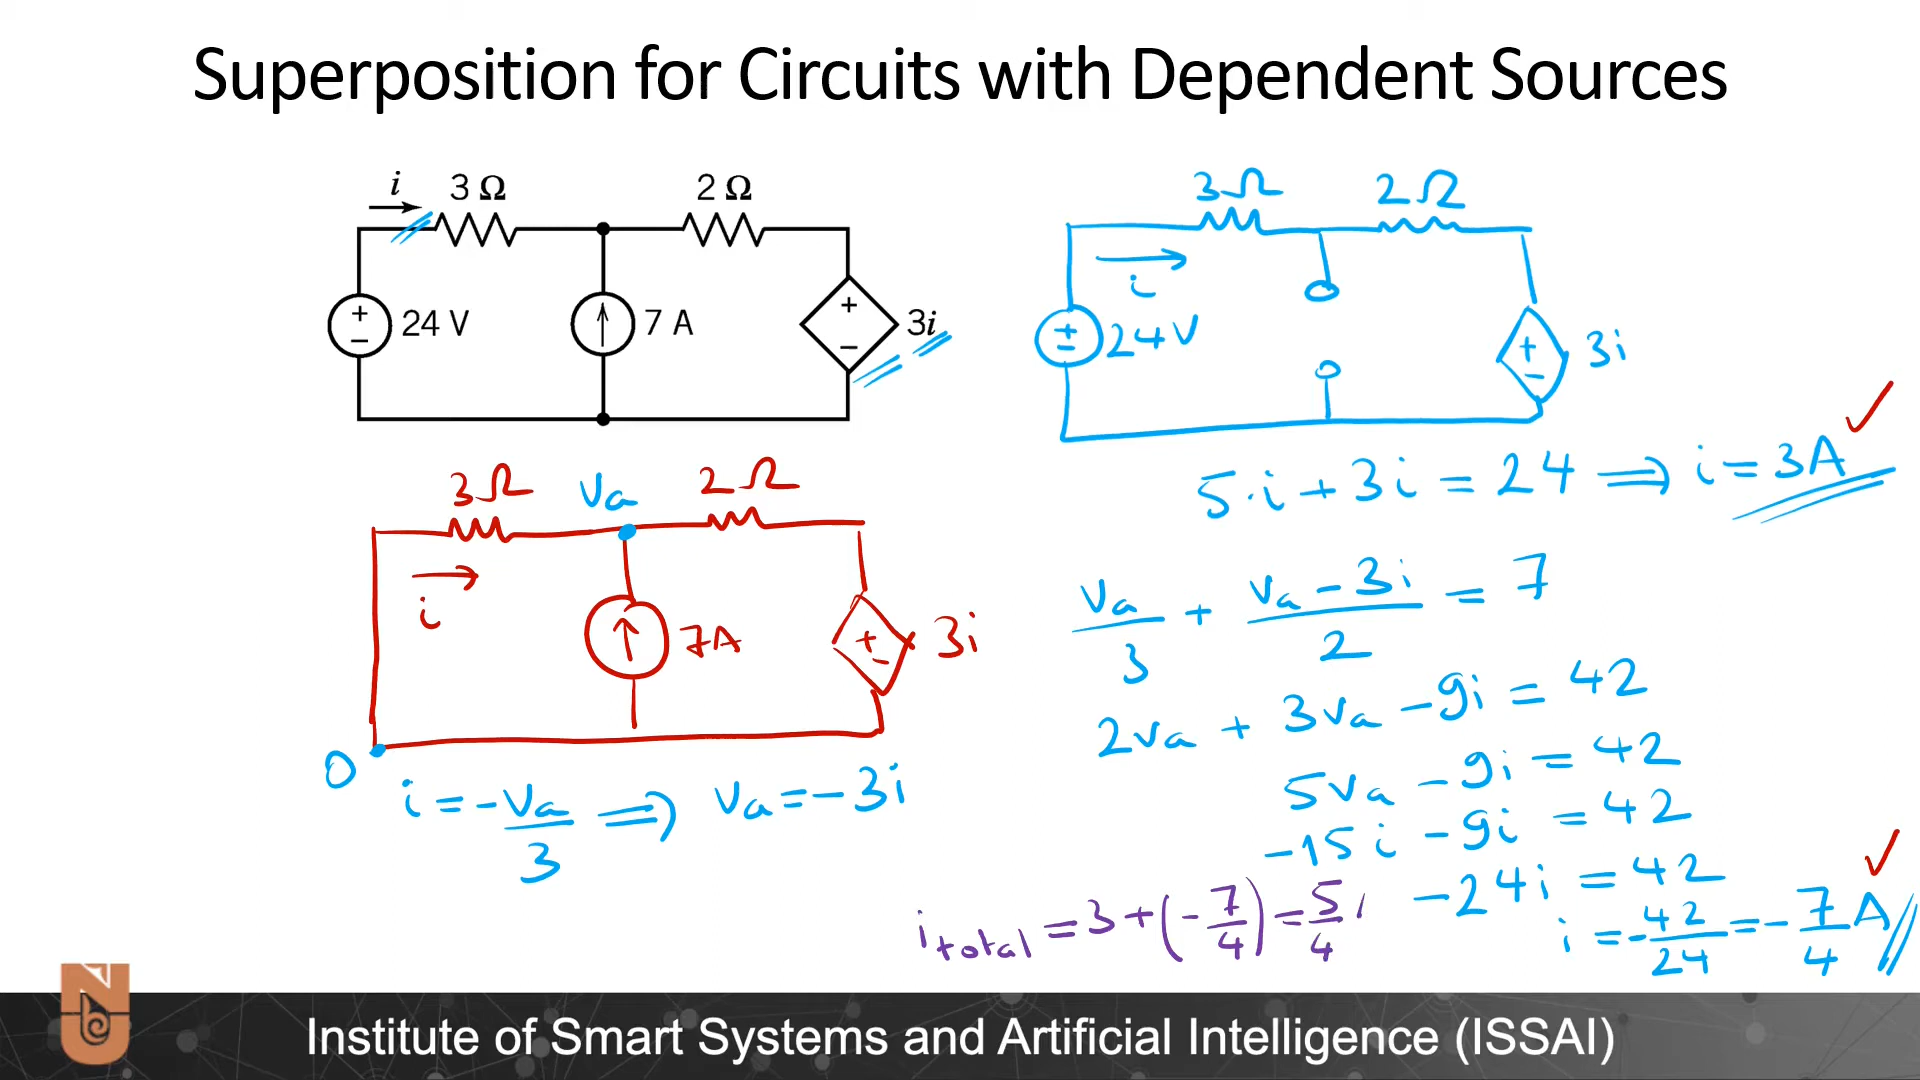 Superposition for Circuits with Dependent Sources
i 3 Ω 2 Ω
+ − 24 V 7 A + − 3i
3Ω 2Ω
i
+ − 24V + − 3i
5·i + 3i = 24 ⟹ i = 3A ✓
3Ω Va 2Ω
i
7A + − 3i
0
i = -Va/3 ⟹ Va = -3i
Va/3 + (Va - 3i)/2 = 7
2Va + 3Va - 9i = 42
5Va - 9i = 42
-15i - 9i = 42
-24i = 42
i = -42/24 = -7/4 A ✓
i total = 3 + (-7/4) = 5/4
Institute of Smart Systems and Artificial Intelligence (ISSAI)